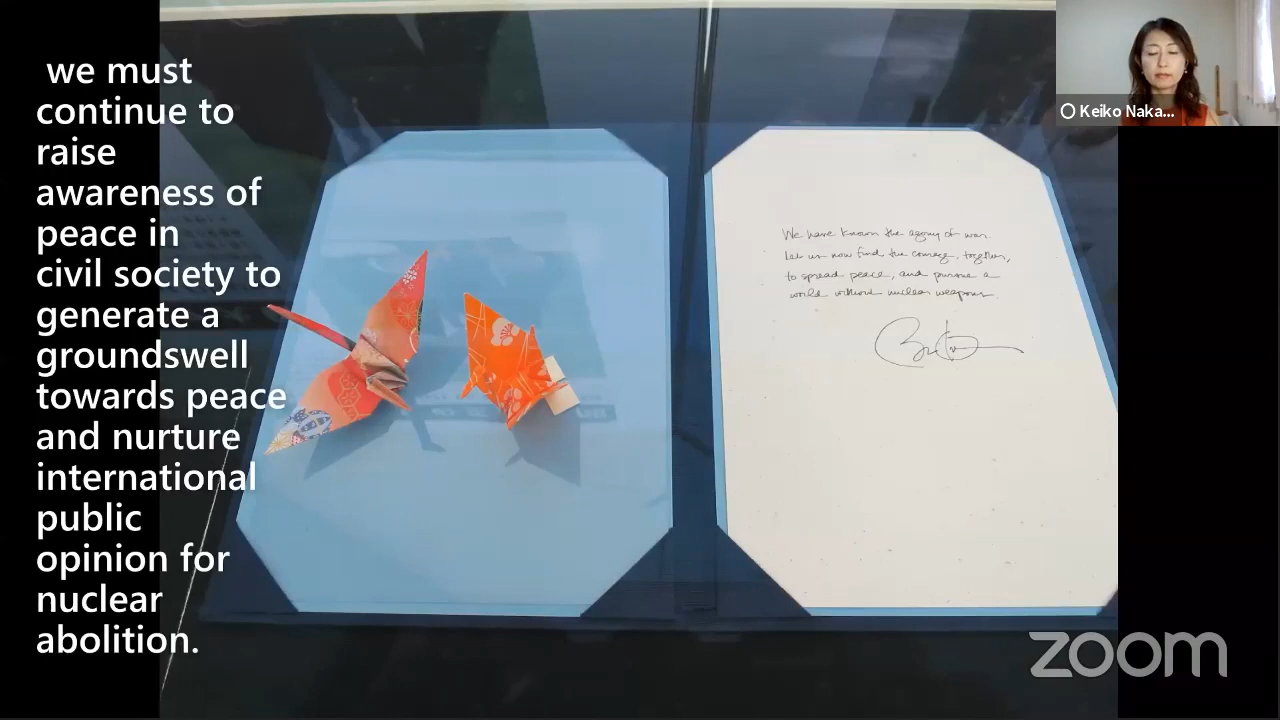 we must
continue to
raise
awareness of
peace in
civil society to
generate a
groundswell
towards peace
and nurture
international
public
opinion for
nuclear
abolition.
We have known the agony of war.
Let us now find the courage, together,
to spread peace, and pursue a
world without nuclear weapons.
Keiko Naka...
zoom